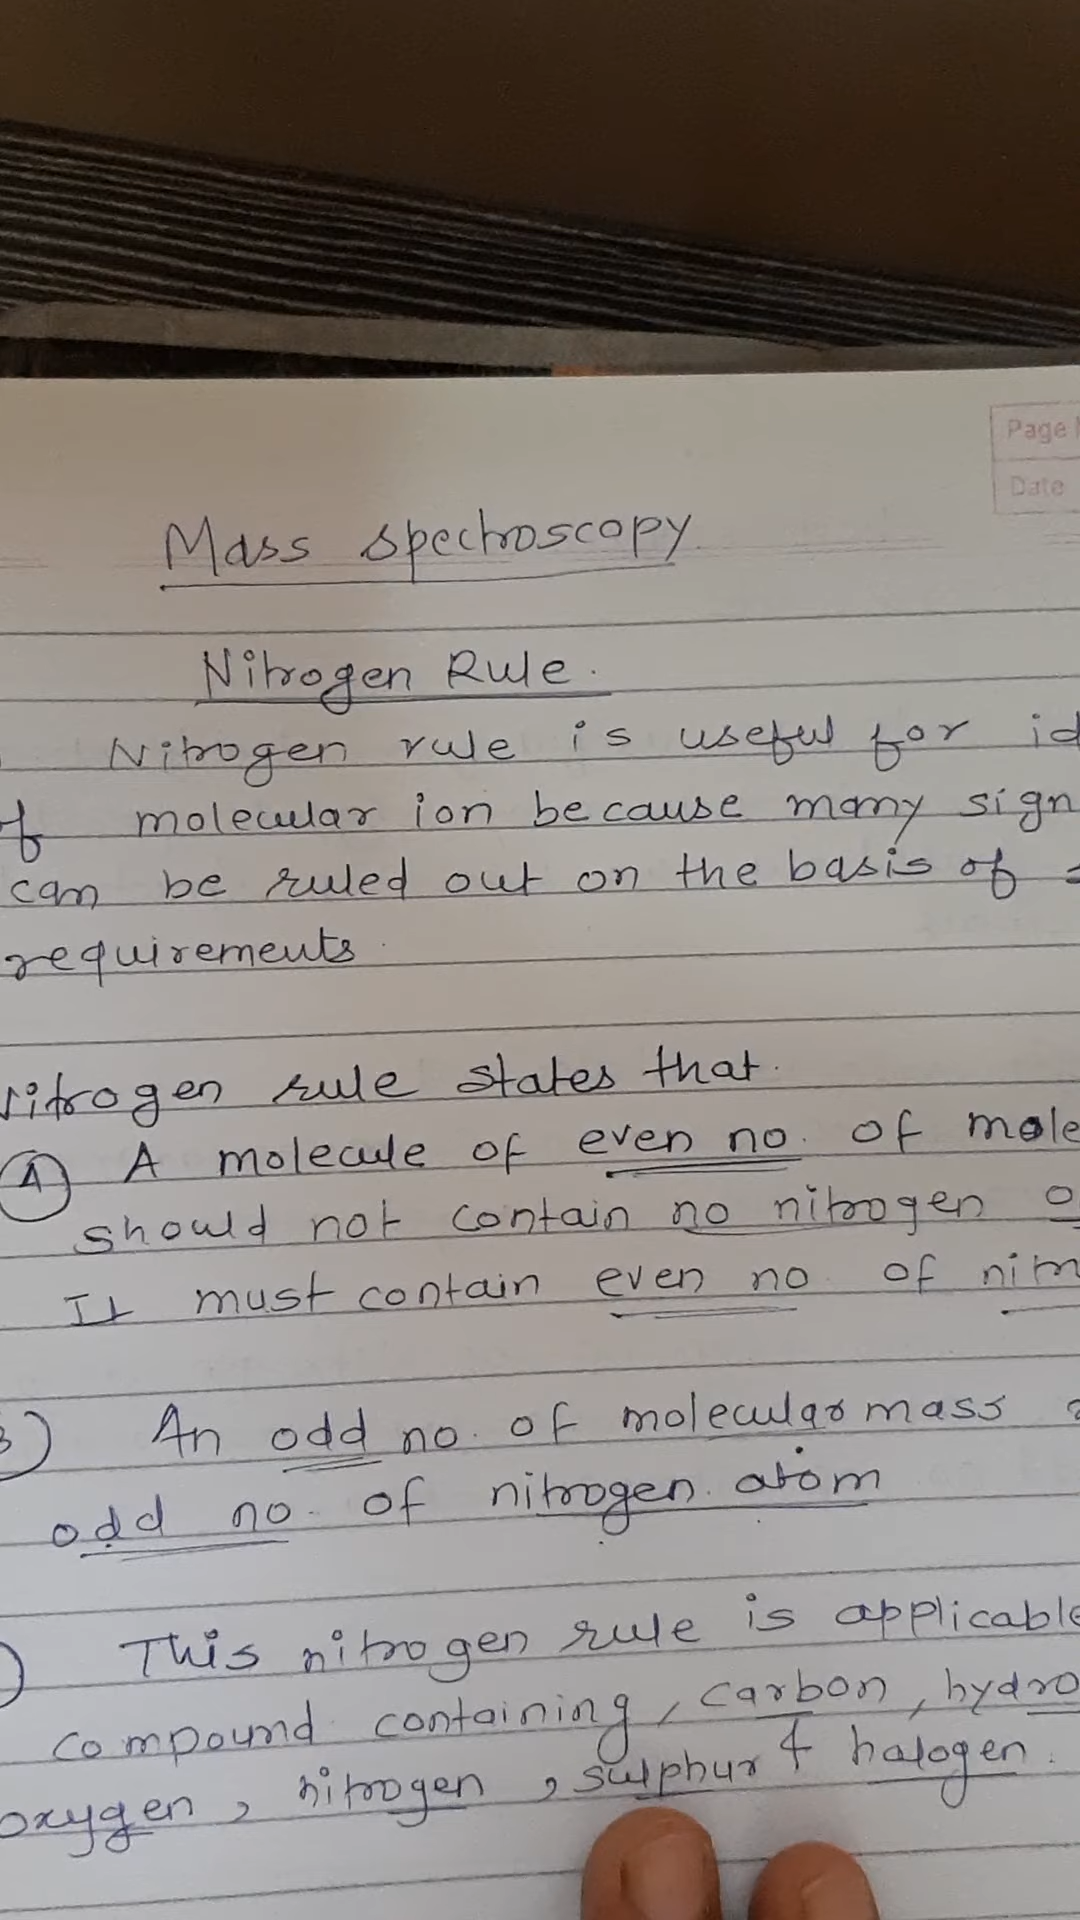 Page
Date
Mass spectroscopy
Nitrogen Rule.
Nitrogen rule is useful for
molecular ion because many
can be ruled out on the basis of
requirements.
rule states that.
A A molecule of even no. of
should not contain no nitrogen
It must contain even no. of
An odd no. of molecular mass
odd no. of nitrogen atom
This nitrogen rule is applicable
compound containing, carbon, hydro
oxygen, nitrogen, sulphur & halogen.